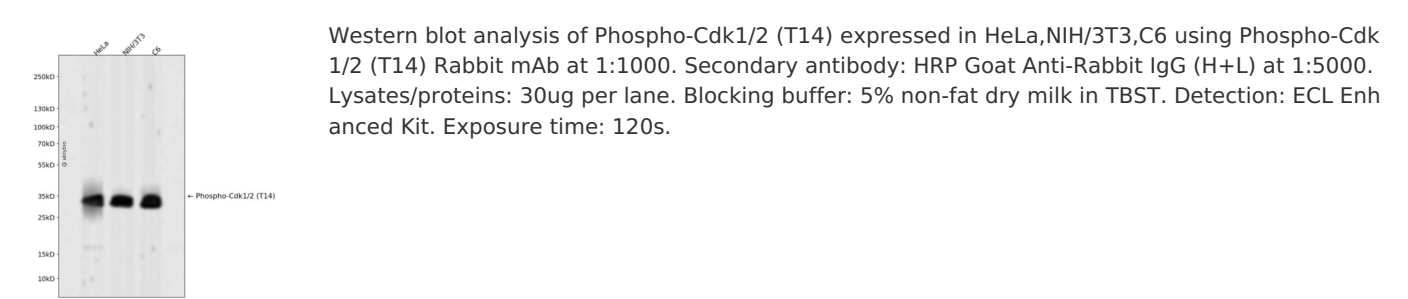 HeLa
NIH/3T3
C6
250kD
130kD
100kD
70kD
55kD
35kD
25kD
15kD
10kD
← Phospho-Cdk1/2 (T14)
Western blot analysis of Phospho-Cdk1/2 (T14) expressed in HeLa,NIH/3T3,C6 using Phospho-Cdk
1/2 (T14) Rabbit mAb at 1:1000. Secondary antibody: HRP Goat Anti-Rabbit IgG (H+L) at 1:5000.
Lysates/proteins: 30ug per lane. Blocking buffer: 5% non-fat dry milk in TBST. Detection: ECL Enh
anced Kit. Exposure time: 120s.